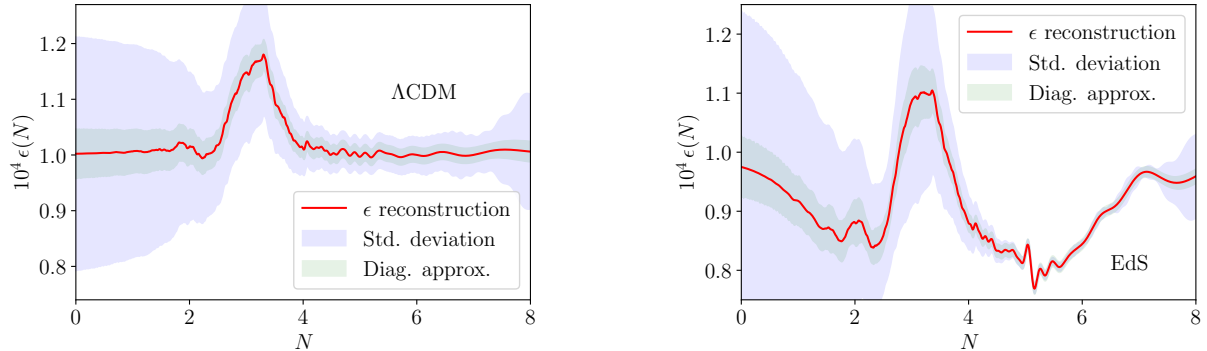 1.2
1.1
1.0
0.9
0.8
10⁴ ϵ(N)
ΛCDM
ϵ reconstruction
Std. deviation
Diag. approx.
0 2 4 6 8
N
1.2
1.1
1.0
0.9
0.8
10⁴ ϵ(N)
ϵ reconstruction
Std. deviation
Diag. approx.
EdS
0 2 4 6 8
N